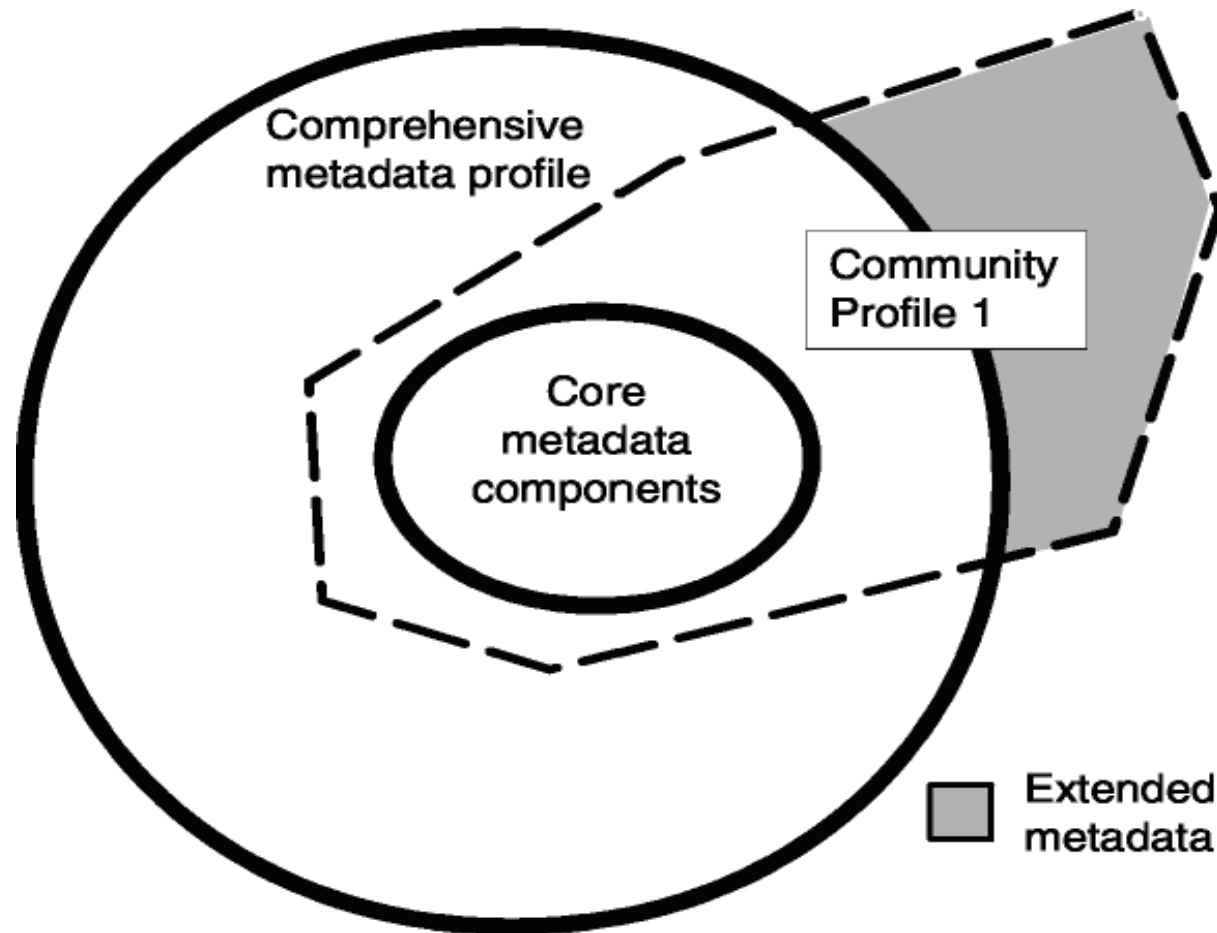 Comprehensive
metadata profile
Community
Profile 1
Core
metadata
components
Extended
metadata